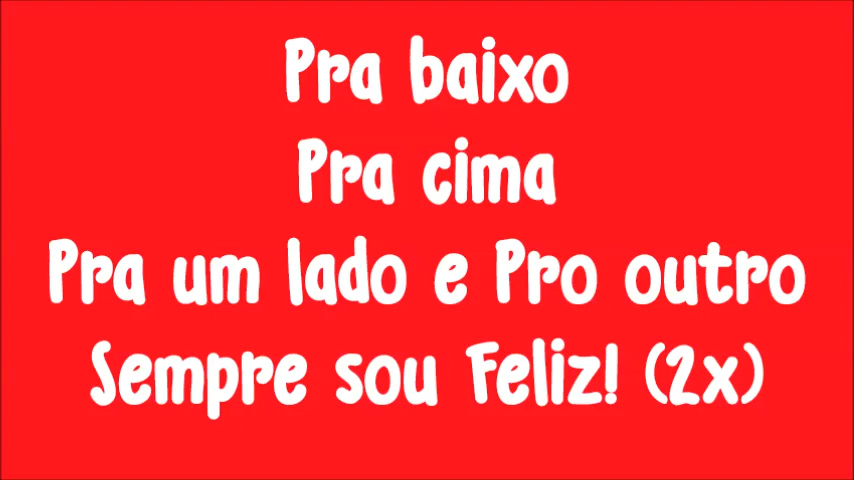 Pra baixo
Pra cima
Pra um lado e Pro outro
Sempre sou Feliz! (2x)